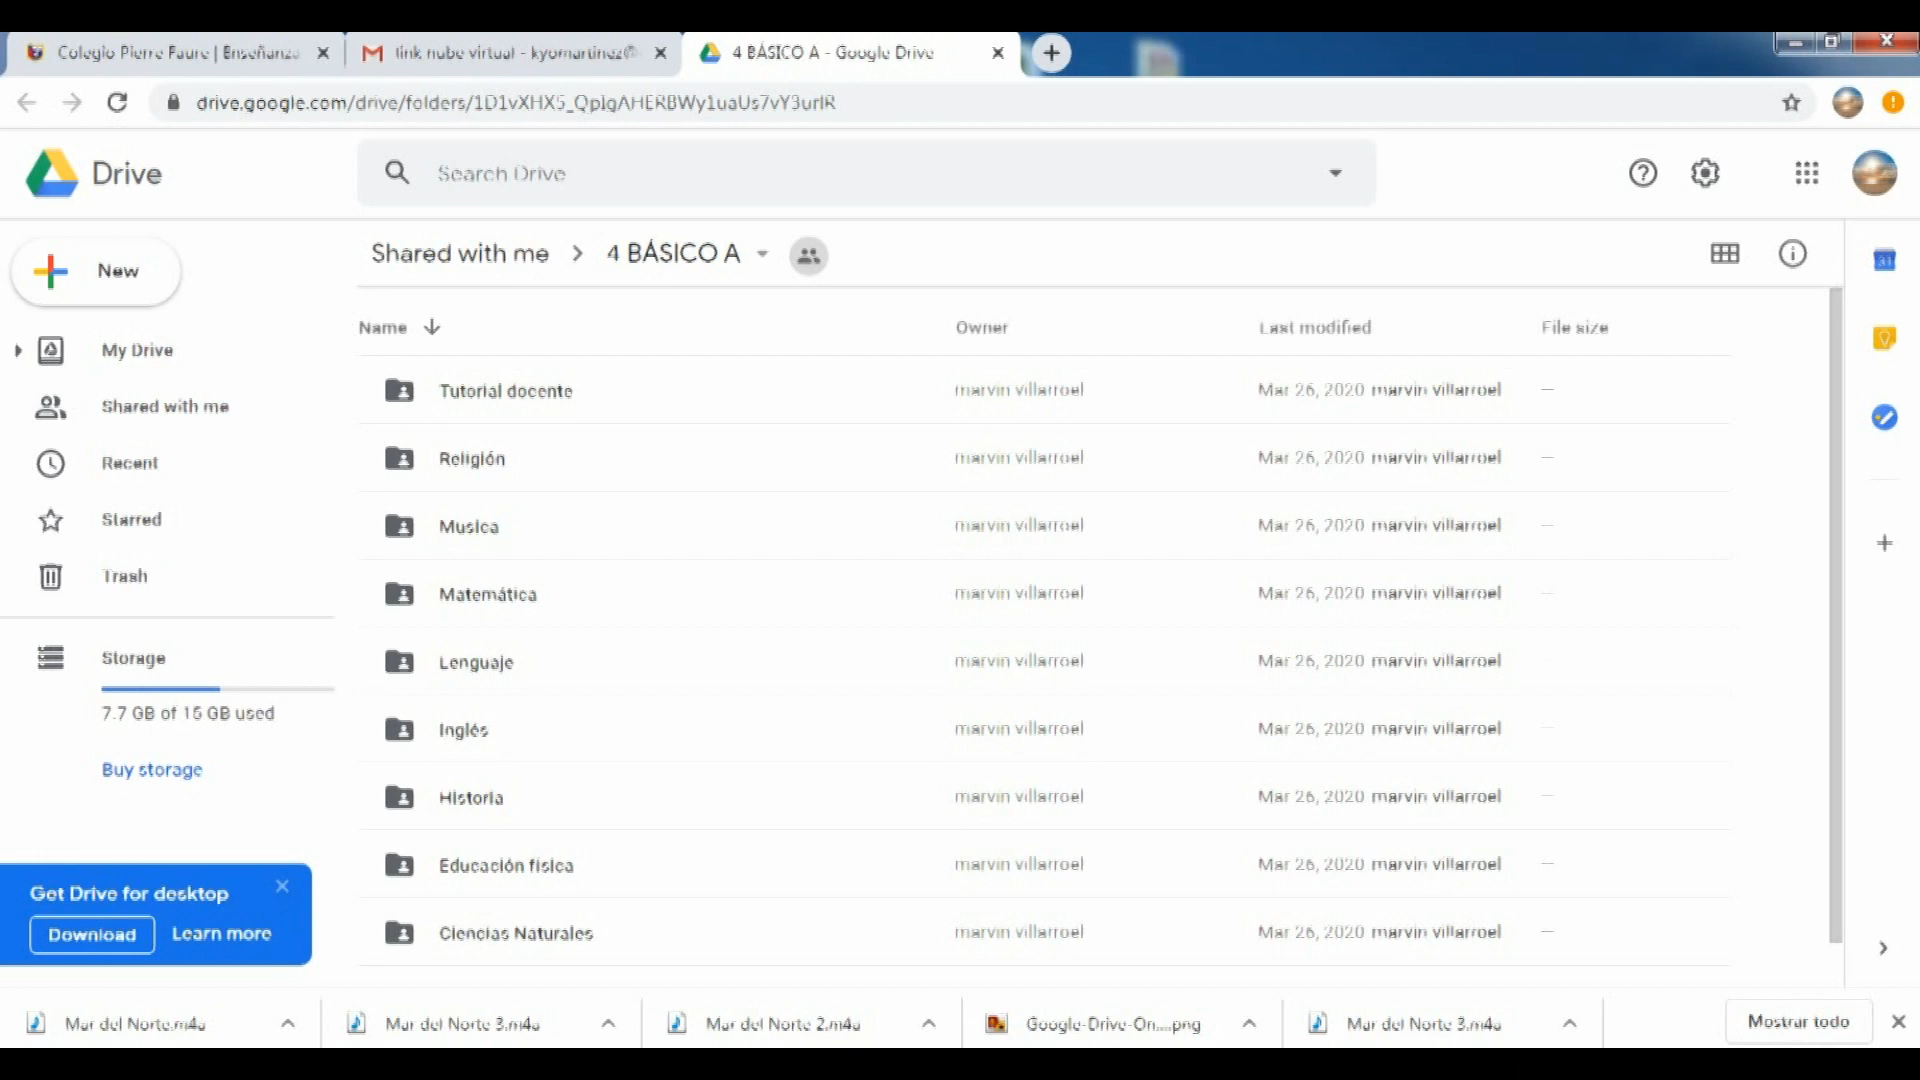 Colegio Pierre Faure | Enseñanza
link nube virtual - kyomartinez@
4 BÁSICO A - Google Drive
drive.google.com/drive/folders/1D1vXHX5_QpIgAHERBWy1uaUs7vY3urIR
Drive
Search Drive
New
Shared with me > 4 BÁSICO A
Name Owner Last modified File size
My Drive
Shared with me
Recent
Starred
Trash
Storage
7.7 GB of 15 GB used
Buy storage
Tutorial docente marvin villarroel Mar 26, 2020 marvin villarroel —
Religión marvin villarroel Mar 26, 2020 marvin villarroel —
Musica marvin villarroel Mar 26, 2020 marvin villarroel —
Matemática marvin villarroel Mar 26, 2020 marvin villarroel —
Lenguaje marvin villarroel Mar 26, 2020 marvin villarroel
Inglés marvin villarroel Mar 26, 2020 marvin villarroel —
Historia marvin villarroel Mar 26, 2020 marvin villarroel —
Educación física marvin villarroel Mar 26, 2020 marvin villarroel —
Ciencias Naturales marvin villarroel Mar 26, 2020 marvin villarroel —
Get Drive for desktop
Download Learn more
31
Mar del Norte.m4a
Mar del Norte 3.m4a
Mar del Norte 2.m4a
Google-Drive-On....png
Mar del Norte 3.m4a
Mostrar todo